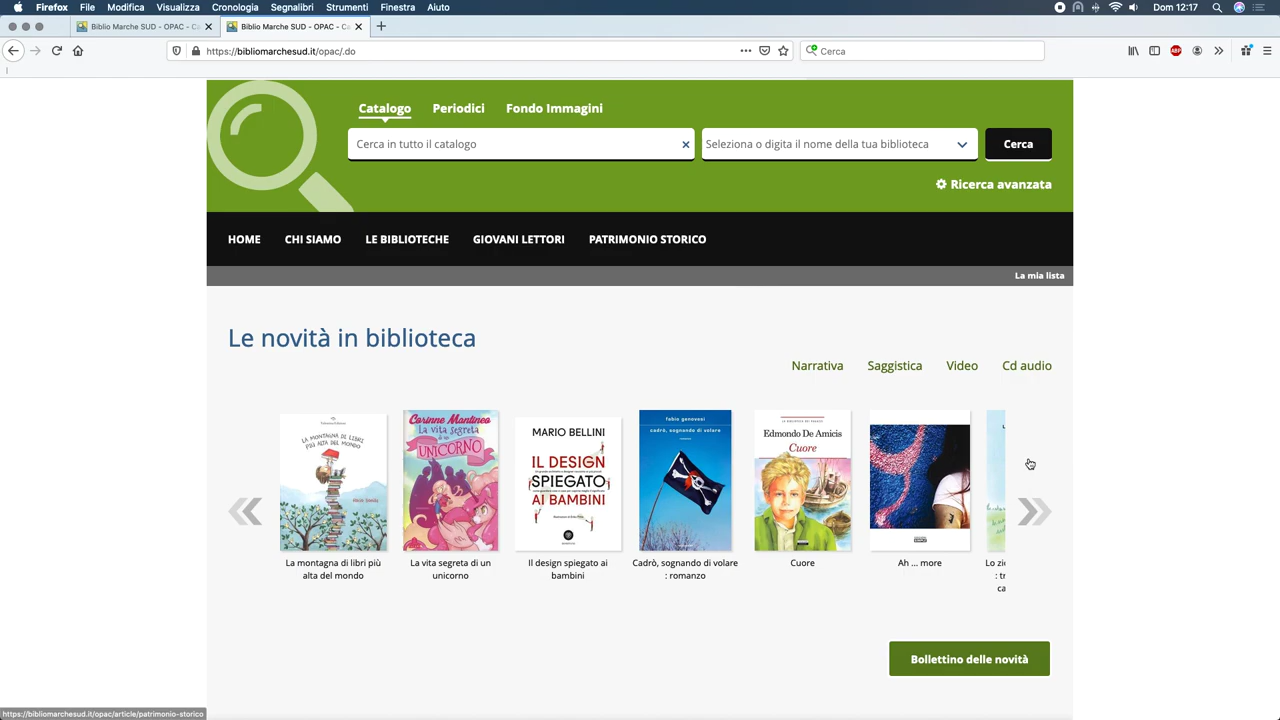 Firefox File Modifica Visualizza Cronologia Segnalibri Strumenti Finestra Aiuto Dom 12:17
Biblio Marche SUD - OPAC - Ca Biblio Marche SUD - OPAC - Ca
https://bibliomarchesud.it/opac/.do Cerca
Catalogo Periodici Fondo Immagini
Cerca in tutto il catalogo Seleziona o digita il nome della tua biblioteca Cerca
Ricerca avanzata
HOME CHI SIAMO LE BIBLIOTECHE GIOVANI LETTORI PATRIMONIO STORICO
La mia lista
Le novità in biblioteca
Narrativa Saggistica Video Cd audio
LA MONTAGNA DI LIBRI
PIÙ ALTA DEL MONDO
Corinne Mantineo
La vita segreta
di un
UNICORNO
MARIO BELLINI
IL DESIGN
SPIEGATO
AI BAMBINI
fabio genovesi
cadrò, sognando di volare
Edmondo De Amicis
Cuore
La montagna di libri più
alta del mondo
La vita segreta di un
unicorno
Il design spiegato ai
bambini
Cadrò, sognando di volare
: romanzo
Cuore
Ah ... more
Lo zi
: tr
ca
Bollettino delle novità
https://bibliomarchesud.it/opac/article/patrimonio-storico